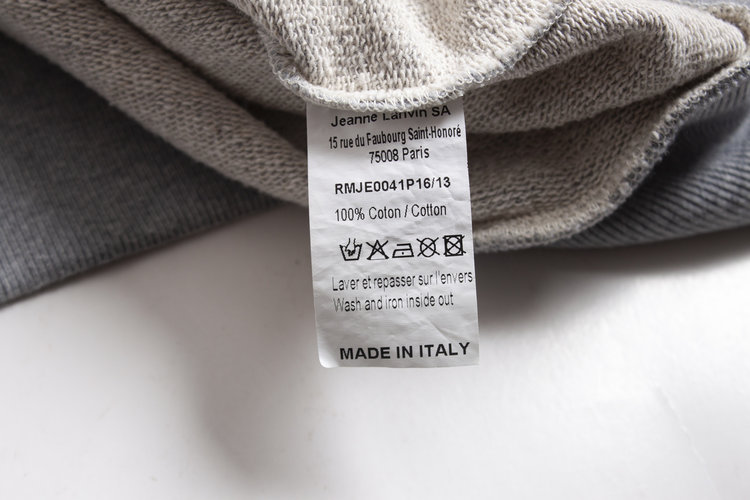 Jeanne Lanvin SA
15 rue du Faubourg Saint-Honoré
75008 Paris
RMJE0041P16/13
100% Coton / Cotton
Laver et repasser sur l'envers
Wash and iron inside out
MADE IN ITALY